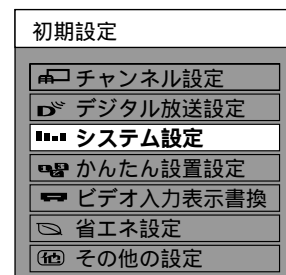 初期設定
チャンネル設定
デジタル放送設定
システム設定
かんたん設置設定
ビデオ入力表示書換
省エネ設定
その他の設定